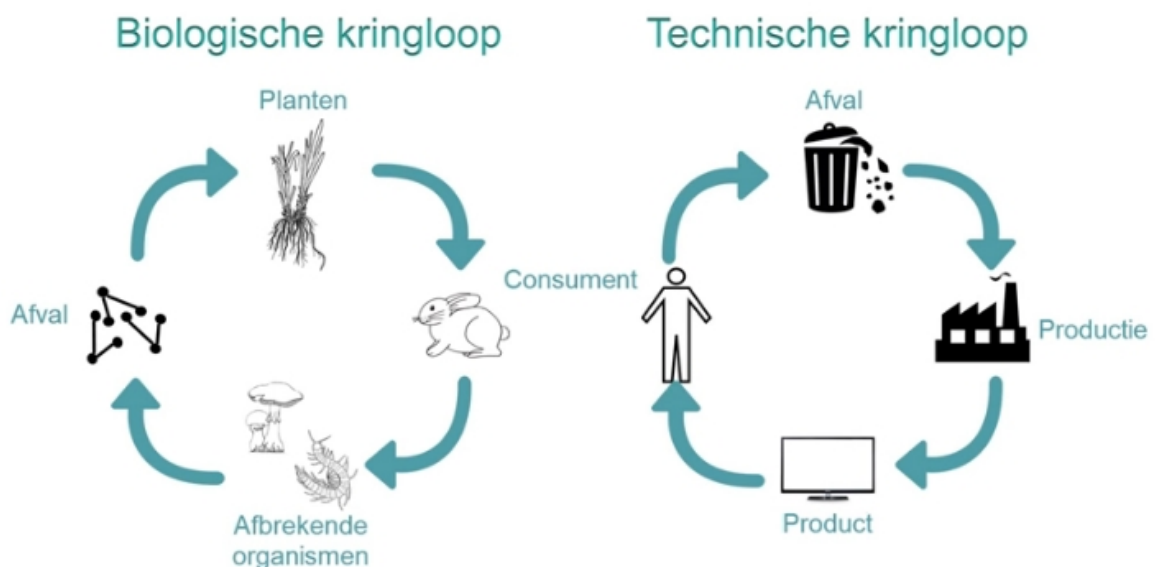 Biologische kringloop
Planten
Afval
Consument
Afbrekende
organismen
Technische kringloop
Afval
Productie
Product